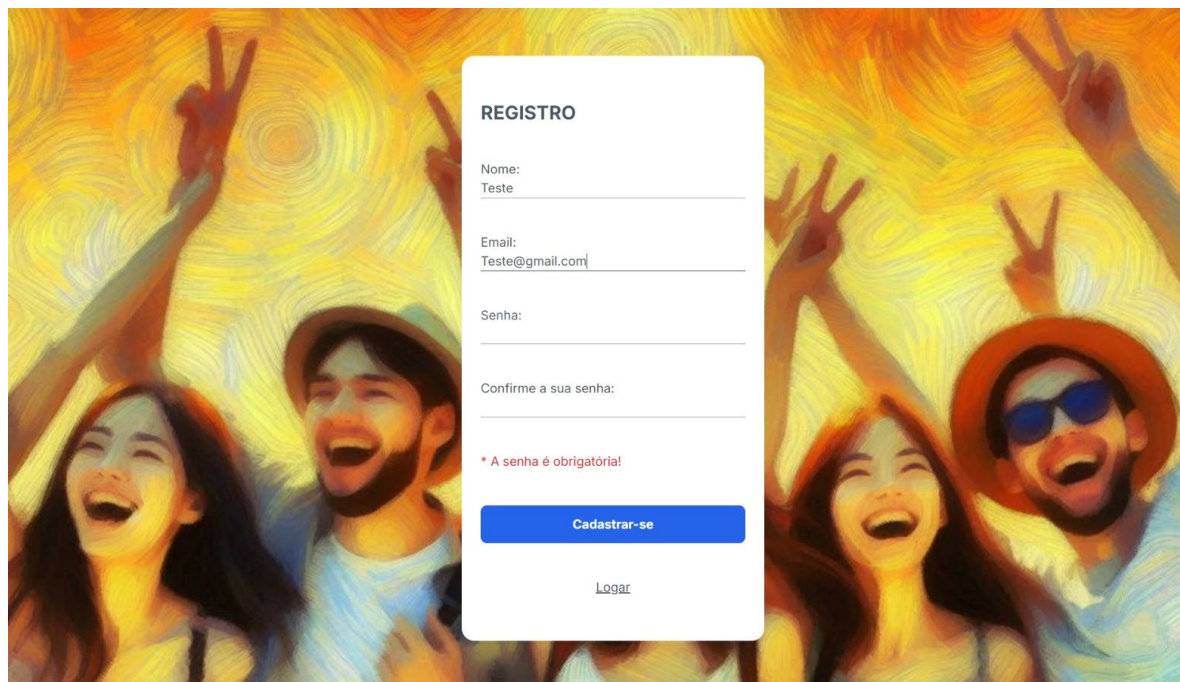 REGISTRO
Nome:
Teste
Email:
Teste@gmail.com
Senha:
Confirme a sua senha:
* A senha é obrigatória!
Cadastrar-se
Logar